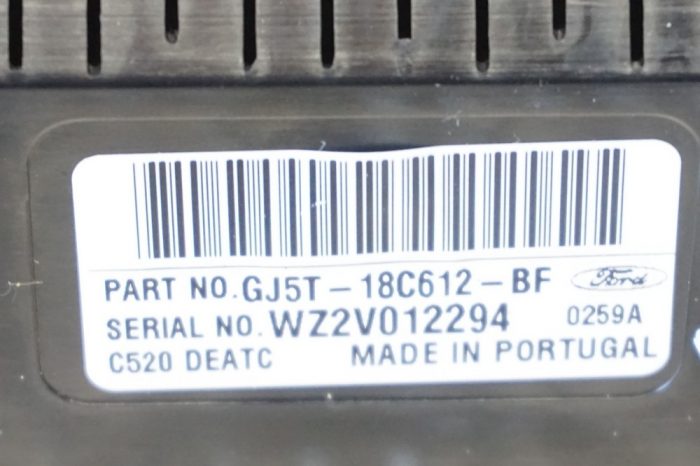 PART NO. GJ5T-18C612-BF Ford
SERIAL NO. WZ2V012294 0259A
C520 DEATC MADE IN PORTUGAL